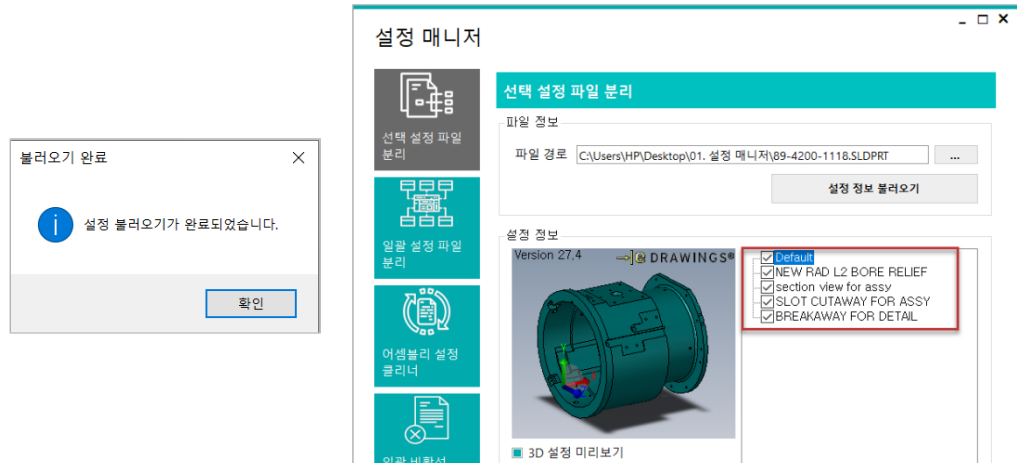 불러오기 완료
설정 불러오기가 완료되었습니다.
확인
설정 매니저
선택 설정 파일
분리
일괄 설정 파일
분리
어셈블리 설정
클리너
일괄 비활성
선택 설정 파일 분리
파일 정보
파일 경로 C:\Users\HP\Desktop\01. 설정 매니저\89-4200-1118.SLDPRT ...
설정 정보 불러오기
설정 정보
Version 27.4 eDRAWINGS®
Default
NEW RAD L2 BORE RELIEF
section view for assy
SLOT CUTAWAY FOR ASSY
BREAKAWAY FOR DETAIL
3D 설정 미리보기